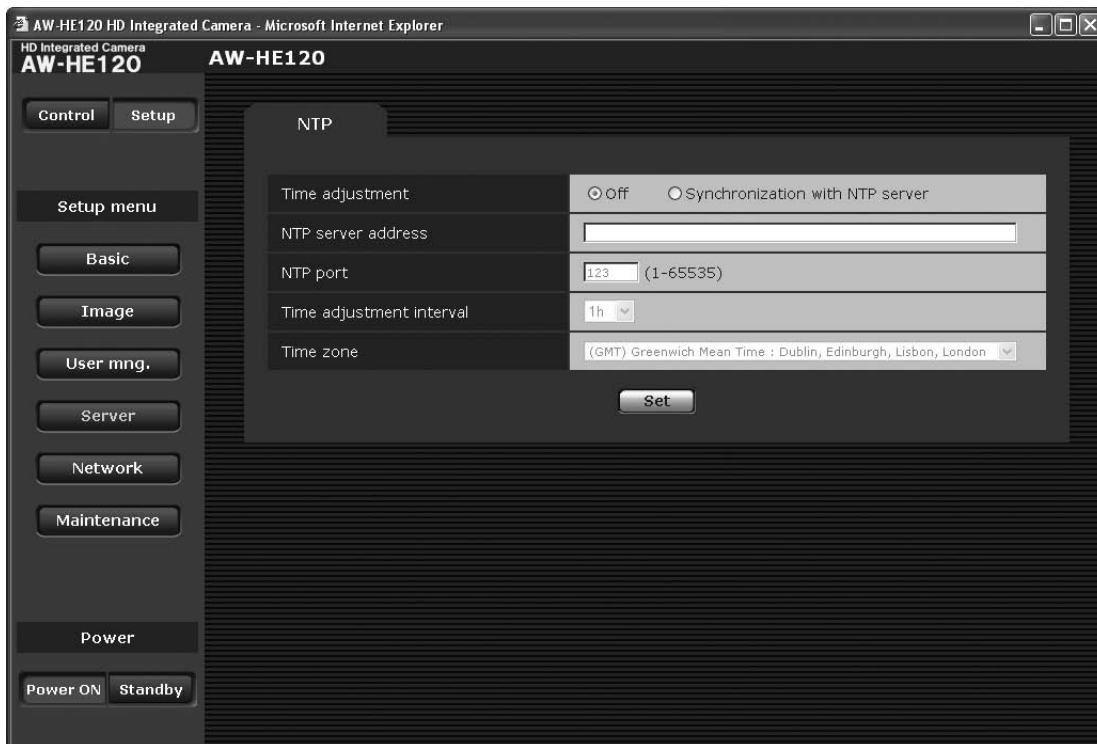 AW-HE120 HD Integrated Camera - Microsoft Internet Explorer
HD Integrated Camera
AW-HE120
AW-HE120
Control Setup
NTP
Setup menu
Basic
Image
User mng.
Server
Network
Maintenance
Power
Power ON Standby
Time adjustment Off Synchronization with NTP server
NTP server address
NTP port 123 (1-65535)
Time adjustment interval 1h
Time zone (GMT) Greenwich Mean Time : Dublin, Edinburgh, Lisbon, London
Set